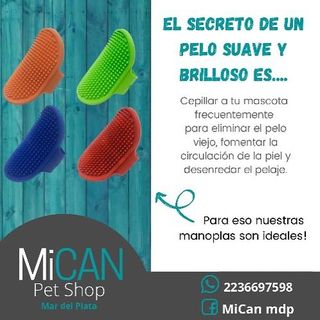 EL SECRETO DE UN
PELO SUAVE Y
BRILLOSO ES....
Cepillar a tu mascota
frecuentemente
para eliminar el pelo
viejo, fomentar la
circulación de la piel y
desenredar el pelaje.
Para eso nuestras
manoplas son ideales!
MiCAN
Pet Shop
Mar del Plata
2236697598
MiCan mdp